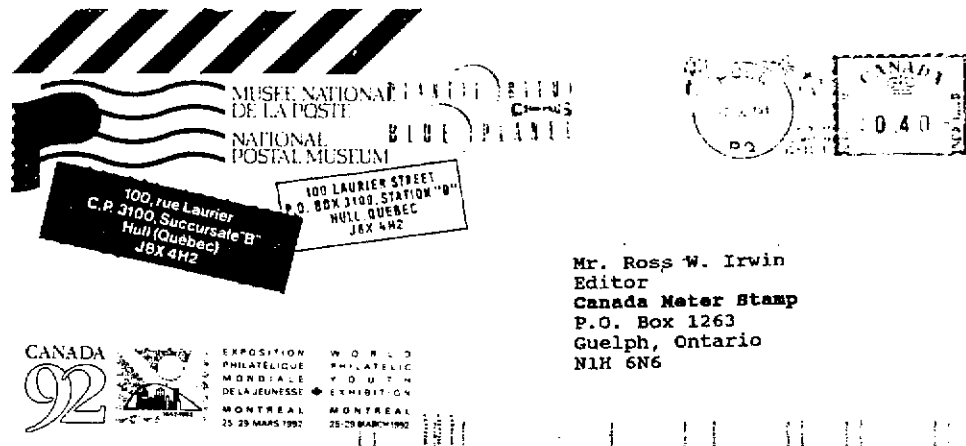 MUSÉE NATIONAL
DE LA POSTE
NATIONAL
POSTAL MUSEUM
BLUE PLANET
CANADA
0.40
100, rue Laurier
C.P. 3100, Succursale "B"
Hull (Québec)
J8X 4H2
100 LAURIER STREET
P.O. BOX 3100, STATION "B"
HULL, QUEBEC
J8X 4H2
Mr. Ross W. Irwin
Editor
Canada Meter Stamp
P.O. Box 1263
Guelph, Ontario
N1H 6N6
CANADA
92
EXPOSITION
PHILATÉLIQUE
MONDIALE
DE LA JEUNESSE
MONTRÉAL
25-29 MARS 1992
WORLD
PHILATELIC
YOUTH
EXHIBITION
MONTREAL
25-29 MARCH 1992